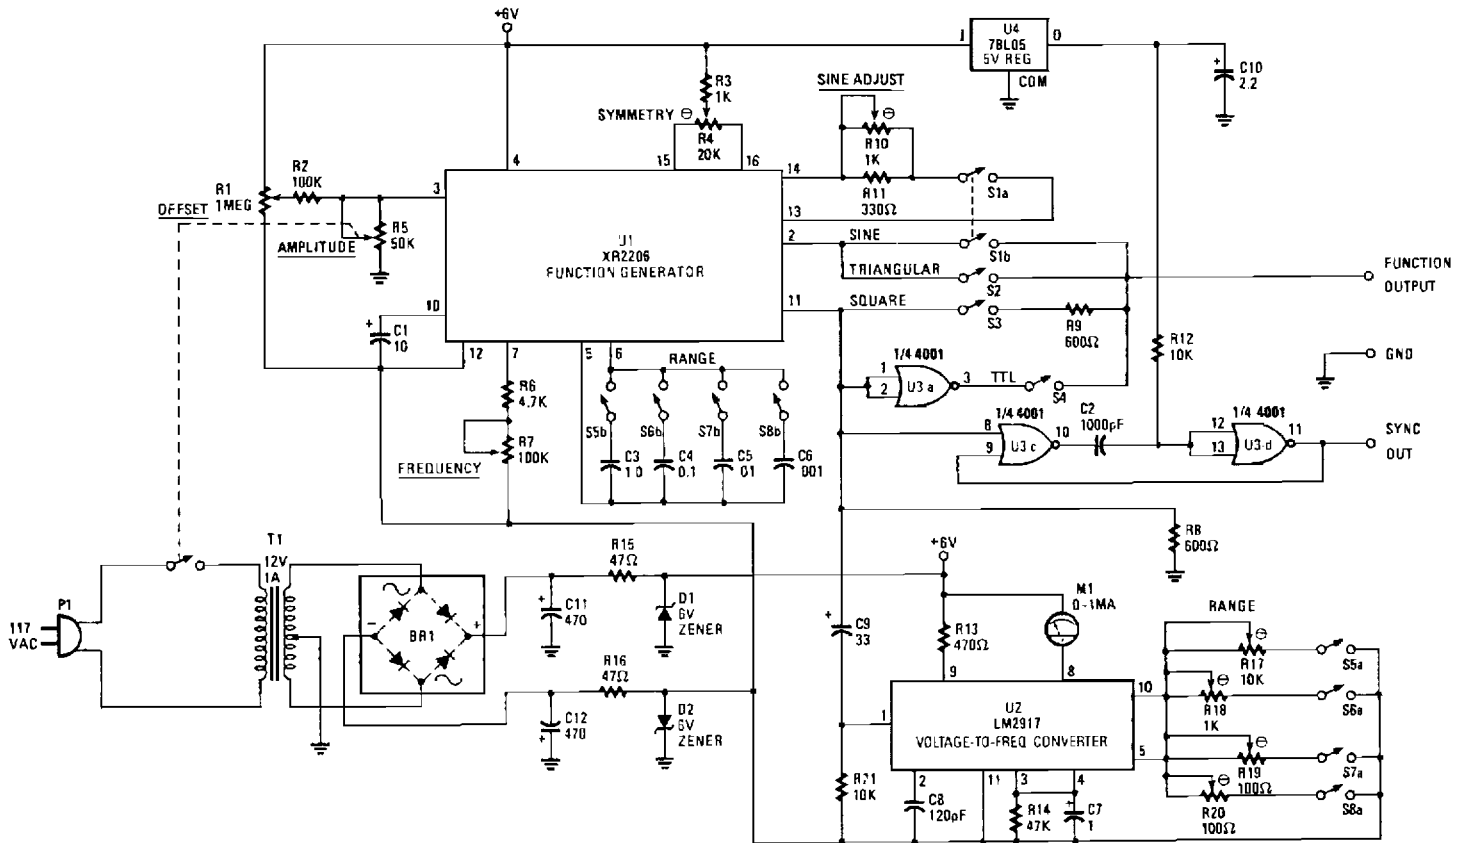 +6V
U4
78L05
5V REG
I
O
COM
C10
2.2
+
R3
1K
SYMMETRY
R4
20K
SINE ADJUST
R10
1K
R11
330Ω
S1a
R1
1MEG
R2
100K
OFFSET
AMPLITUDE
R5
50K
3
4
15
16
14
13
2
11
10
12
7
5
6
U1
XR2206
FUNCTION GENERATOR
SINE
S1b
TRIANGULAR
S2
SQUARE
S3
R9
600Ω
FUNCTION
OUTPUT
GND
R12
10K
+
C1
10
R6
4.7K
R7
100K
FREQUENCY
RANGE
S5b
S6b
S7b
S8b
C3
1.0
C4
0.1
C5
.01
C6
.001
1/4 4001
1
2
U3-a
3
TTL
S4
1/4 4001
8
9
U3-c
10
C2
1000pF
1/4 4001
12
13
U3-d
11
SYNC
OUT
R8
600Ω
117
VAC
P1
T1
12V
1A
BR1
-
+
+
C11
470
R15
47Ω
D1
6V
ZENER
R16
47Ω
C12
470
+
D2
6V
ZENER
+
C9
33
+6V
R13
470Ω
M1
0-1MA
9
8
1
10
5
U2
LM2917
VOLTAGE-TO-FREQ CONVERTER
2
11
3
4
R21
10K
C8
120pF
R14
47K
+
C7
1
RANGE
R17
10K
S5a
R18
1K
S6a
R19
100Ω
S7a
R20
100Ω
S8a